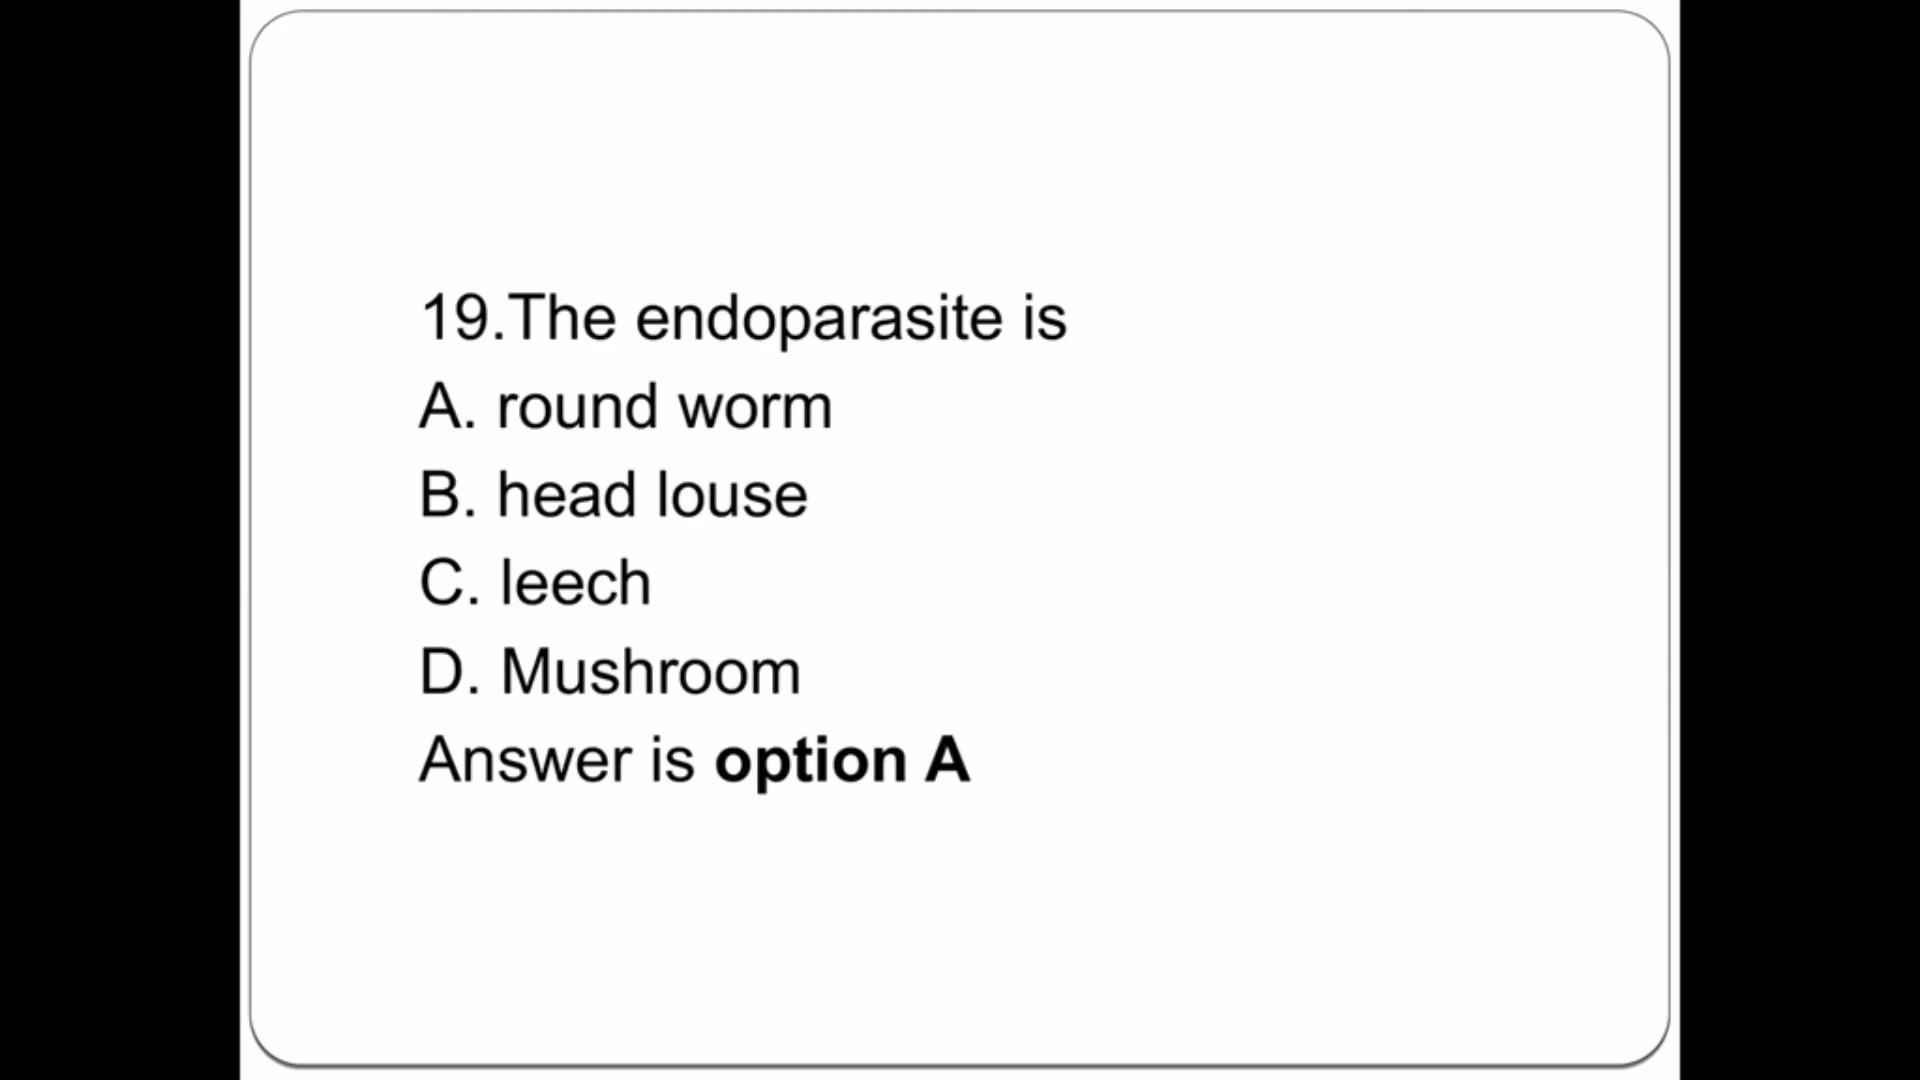 19.The endoparasite is
A. round worm
B. head louse
C. leech
D. Mushroom
Answer is option A